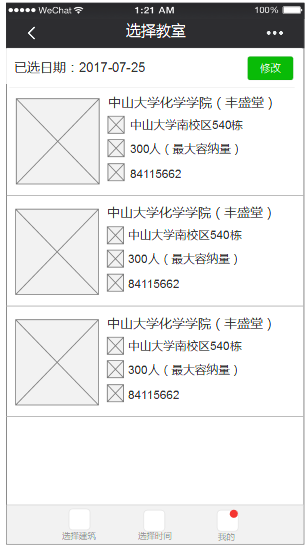 WeChat 1:21 AM 100%
选择教室
已选日期：2017-07-25 修改
中山大学化学学院（丰盛堂）
中山大学南校区540栋
300人（最大容纳量）
84115662
中山大学化学学院（丰盛堂）
中山大学南校区540栋
300人（最大容纳量）
84115662
中山大学化学学院（丰盛堂）
中山大学南校区540栋
300人（最大容纳量）
84115662
选择建筑 选择时间 我的